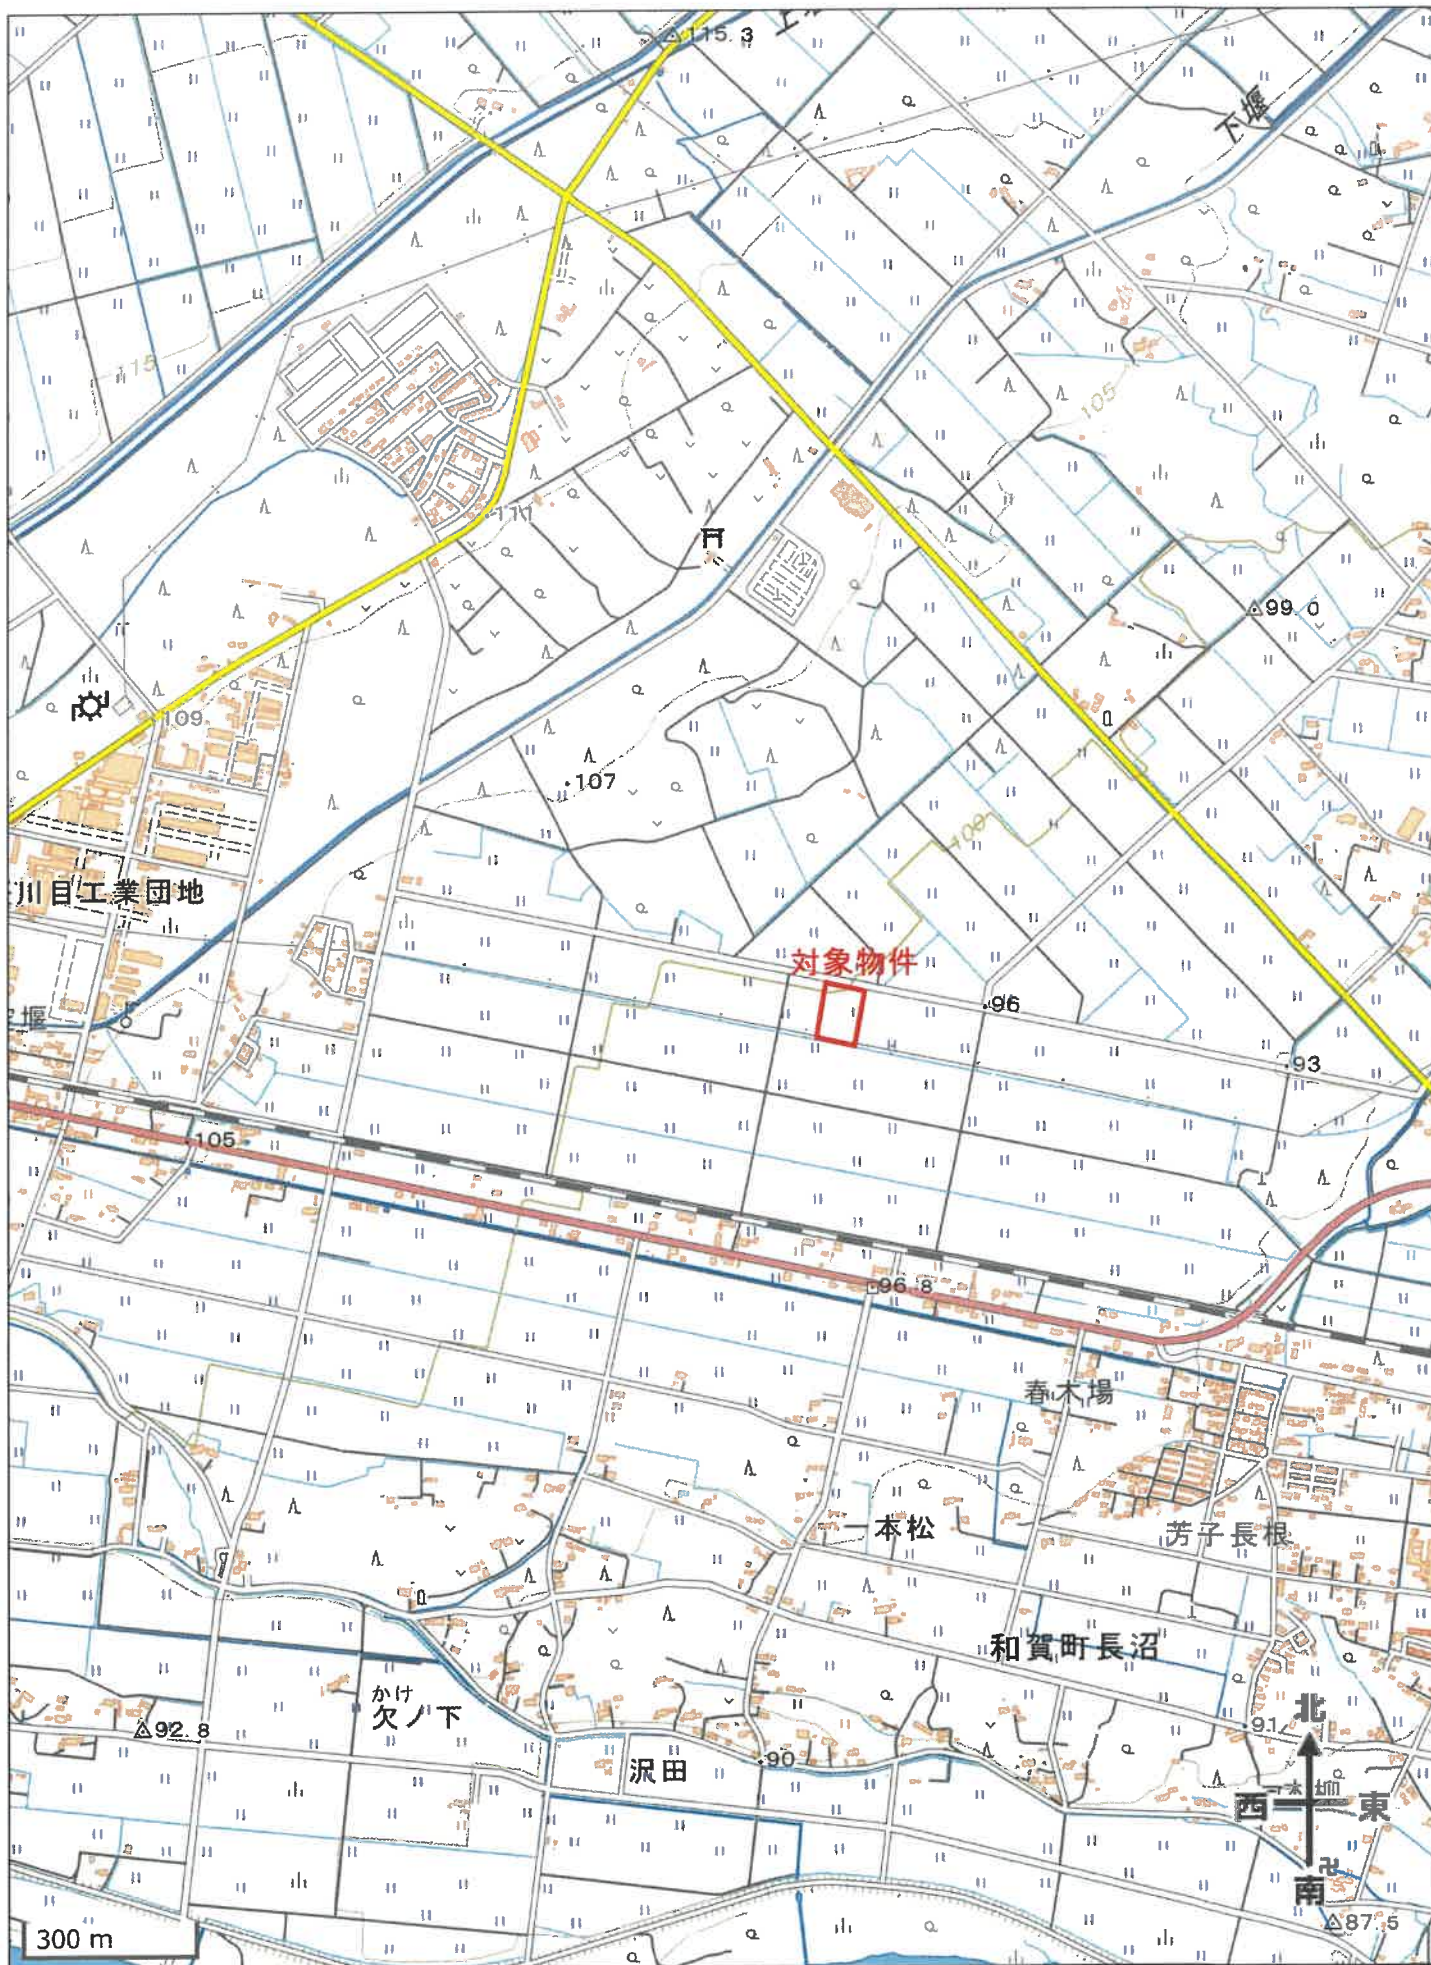 115.3
下堰
115
105
111
99.0
109
107
100
川目工業団地
対象物件
96
堰
93
105
96.8
春木場
一本松
芳子長根
和賀町長沼
かけ
欠ノ下
92.8
沢田
90
91
北
西
東
南
87.5
300 m